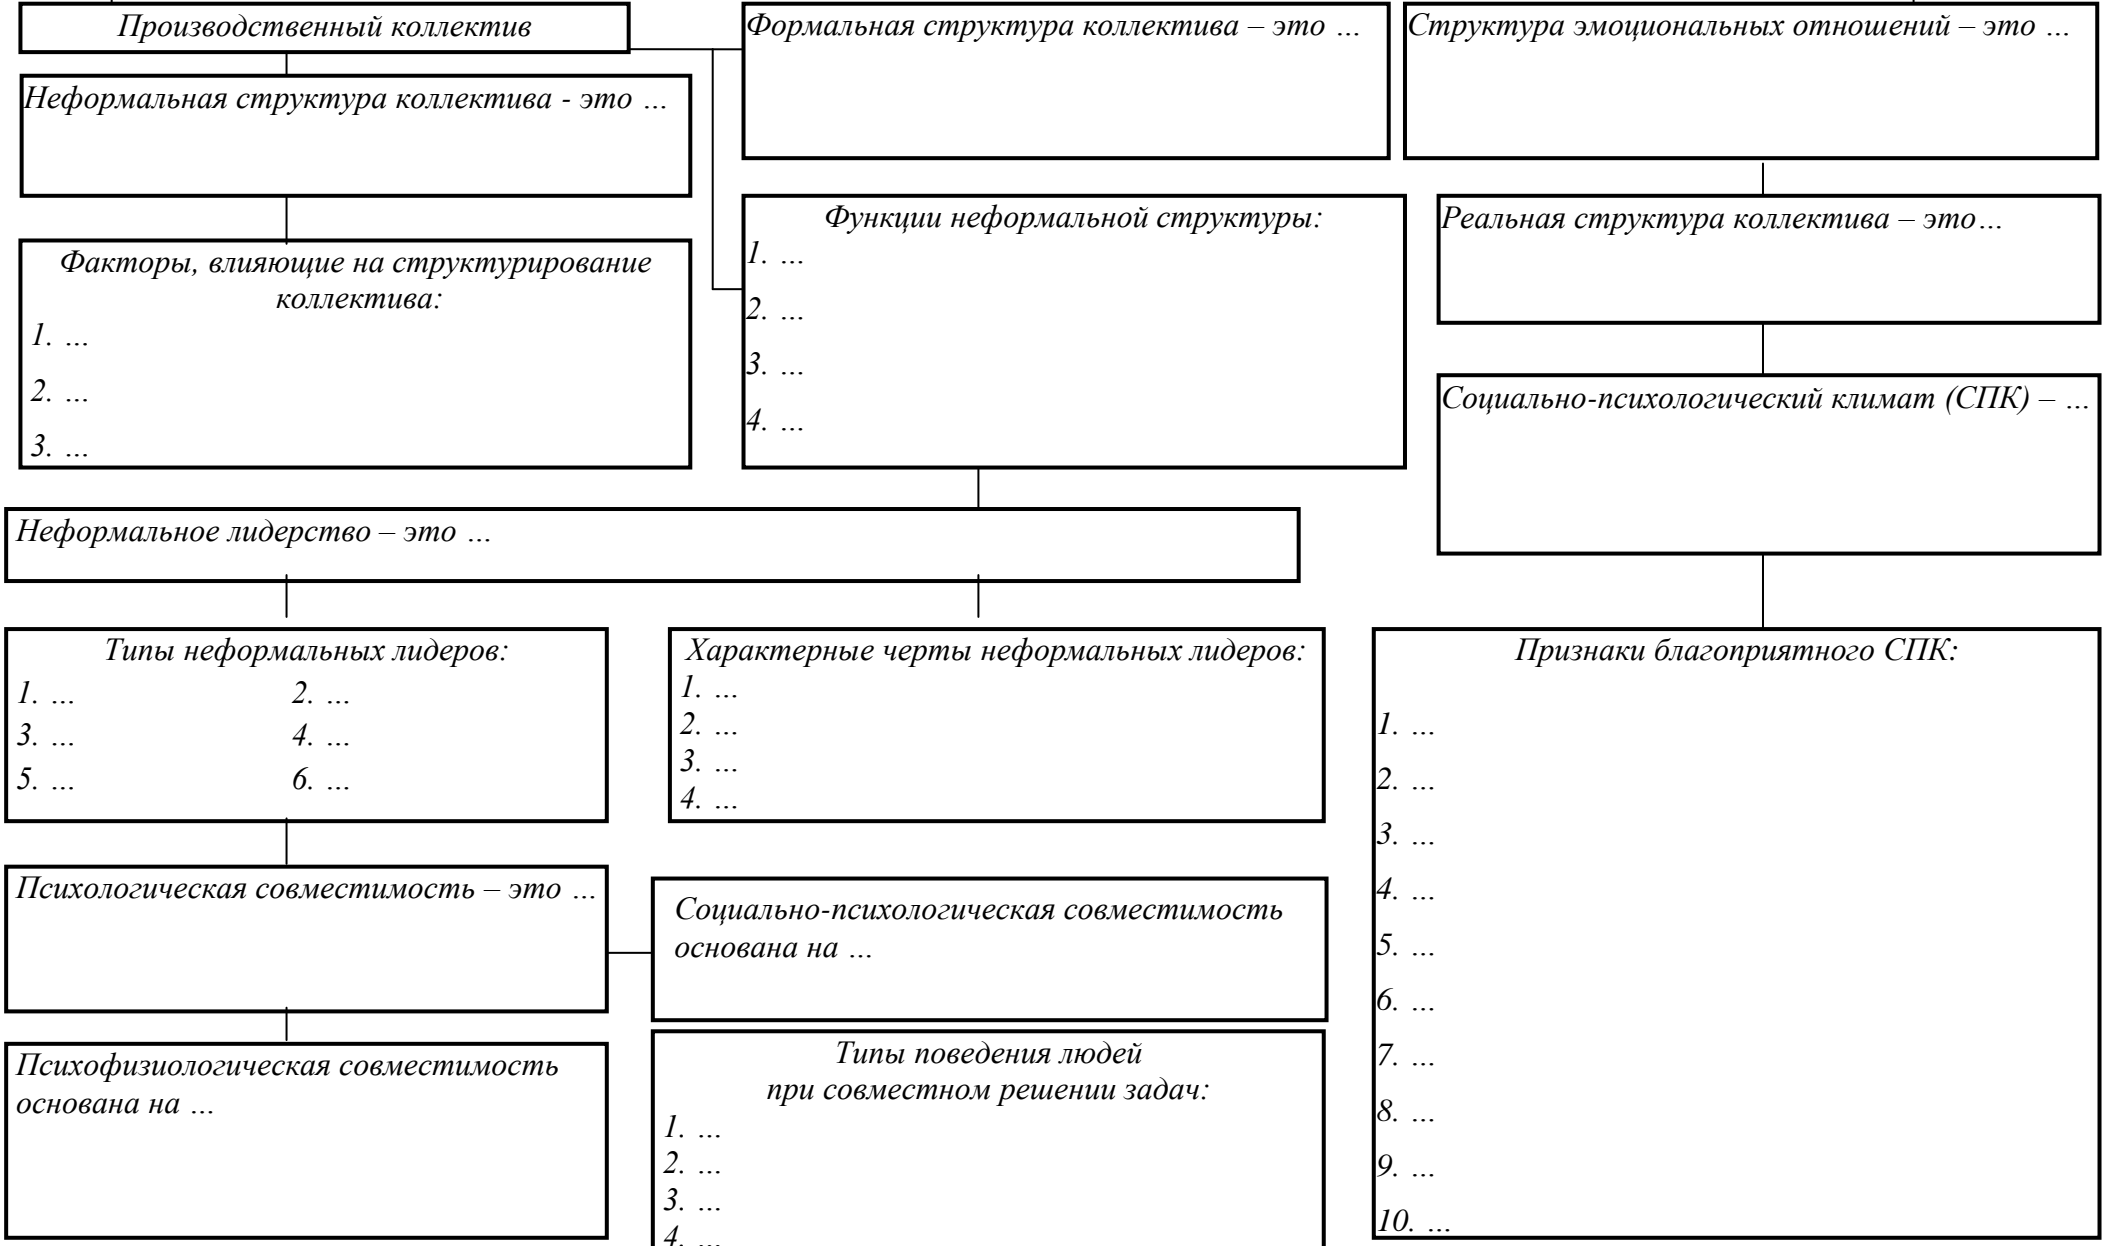 Производственный коллектив
Формальная структура коллектива – это …
Структура эмоциональных отношений – это …
Неформальная структура коллектива - это …
Факторы, влияющие на структурирование
коллектива:
1. …
2. …
3. …
Функции неформальной структуры:
1. …
2. …
3. …
4. …
Реальная структура коллектива – это…
Социально-психологический климат (СПК) – …
Неформальное лидерство – это …
Типы неформальных лидеров:
1. … 2. …
3. … 4. …
5. … 6. …
Характерные черты неформальных лидеров:
1. …
2. …
3. …
4. …
Признаки благоприятного СПК:
1. …
2. …
3. …
4. …
5. …
6. …
7. …
8. …
9. …
10. …
Психологическая совместимость – это …
Социально-психологическая совместимость
основана на …
Психофизиологическая совместимость
основана на …
Типы поведения людей
при совместном решении задач:
1. …
2. …
3. …
4. …